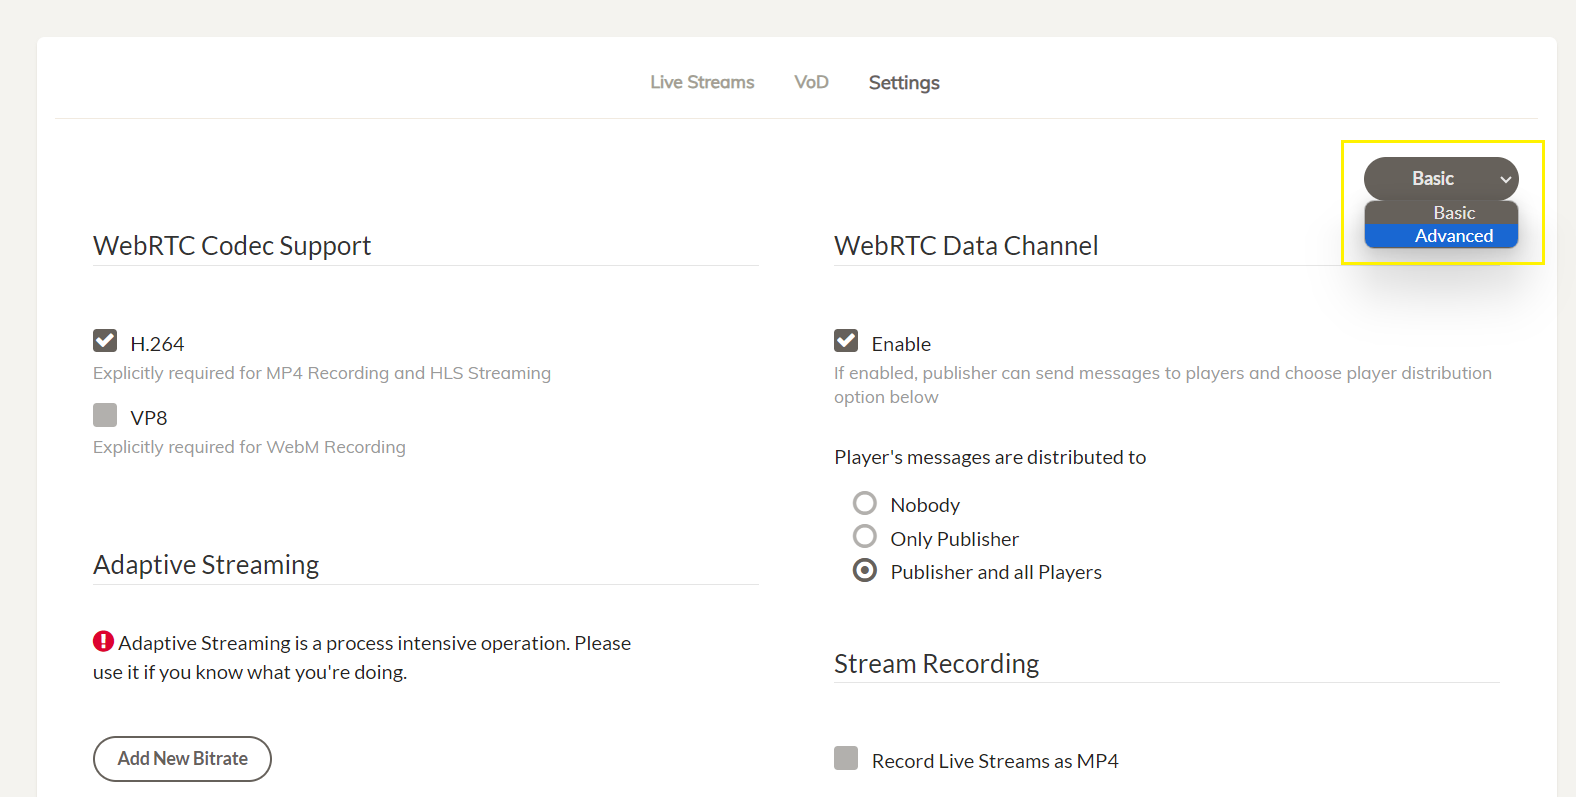 Live Streams VoD Settings
Basic
Basic
Advanced
WebRTC Codec Support
H.264
Explicitly required for MP4 Recording and HLS Streaming
VP8
Explicitly required for WebM Recording
Adaptive Streaming
Adaptive Streaming is a process intensive operation. Please
use it if you know what you're doing.
Add New Bitrate
WebRTC Data Channel
Enable
If enabled, publisher can send messages to players and choose player distribution
option below
Player's messages are distributed to
Nobody
Only Publisher
Publisher and all Players
Stream Recording
Record Live Streams as MP4